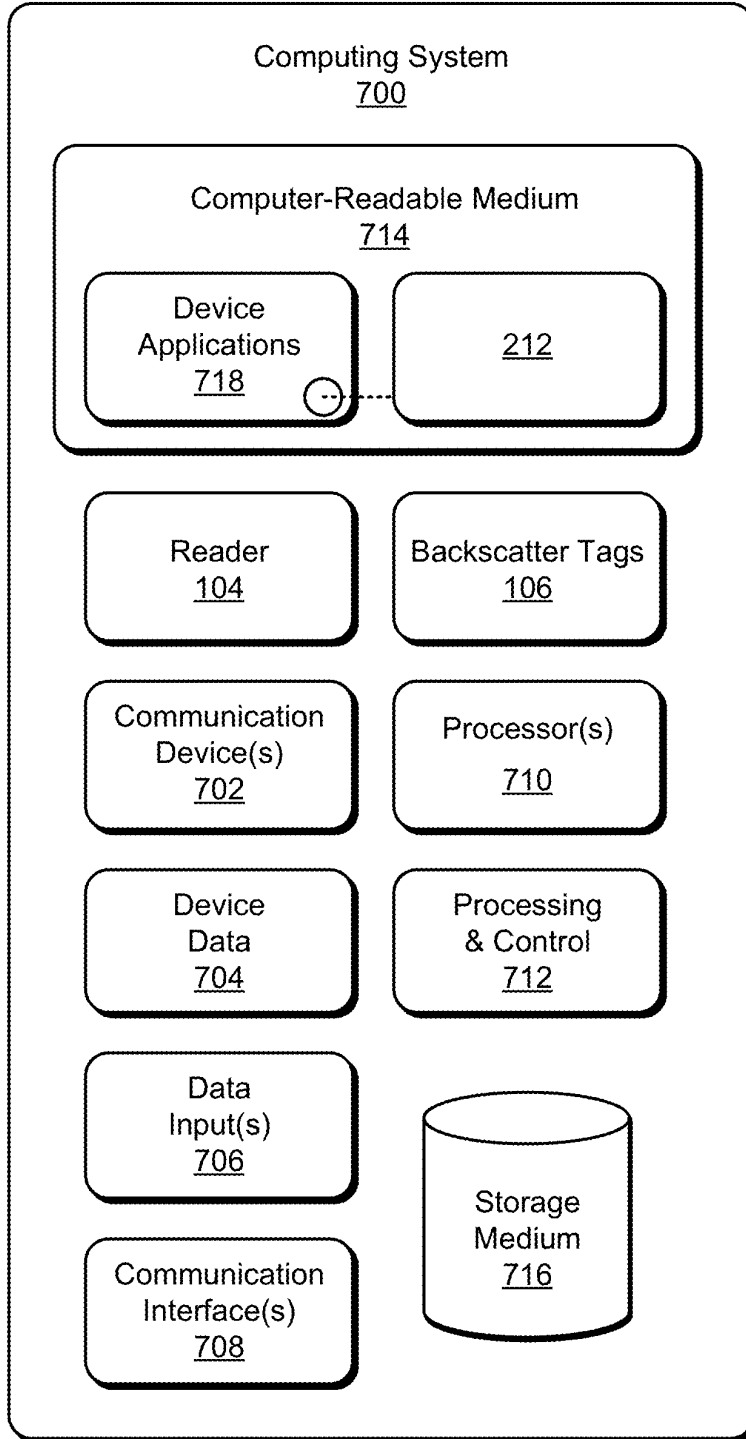 Computing System
700
Computer-Readable Medium
714
Device
Applications
718
212
Reader
104
Backscatter Tags
106
Communication
Device(s)
702
Processor(s)
710
Device
Data
704
Processing
& Control
712
Data
Input(s)
706
Storage
Medium
716
Communication
Interface(s)
708